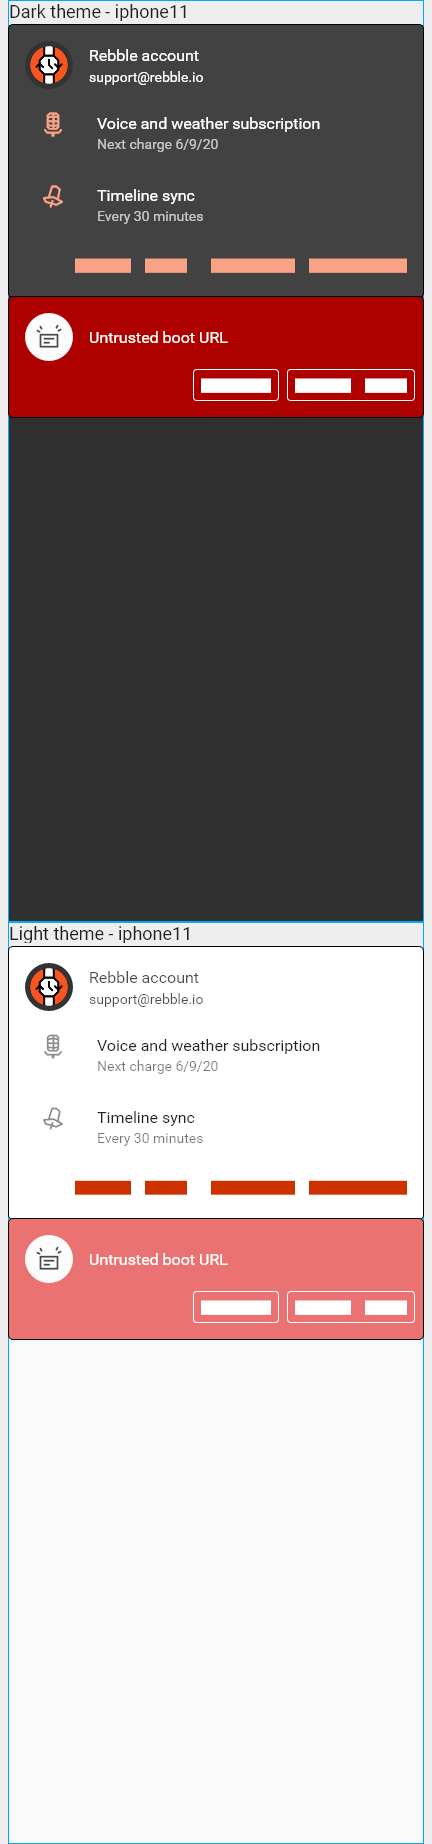 Dark theme - iphone11
Rebble account
support@rebble.io
Voice and weather subscription
Next charge 6/9/20
Timeline sync
Every 30 minutes
Untrusted boot URL
Light theme - iphone11
Rebble account
support@rebble.io
Voice and weather subscription
Next charge 6/9/20
Timeline sync
Every 30 minutes
Untrusted boot URL